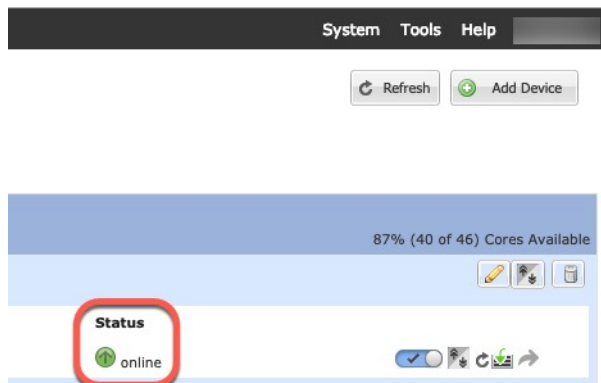 System Tools Help
Refresh Add Device
87% (40 of 46) Cores Available
Status
online